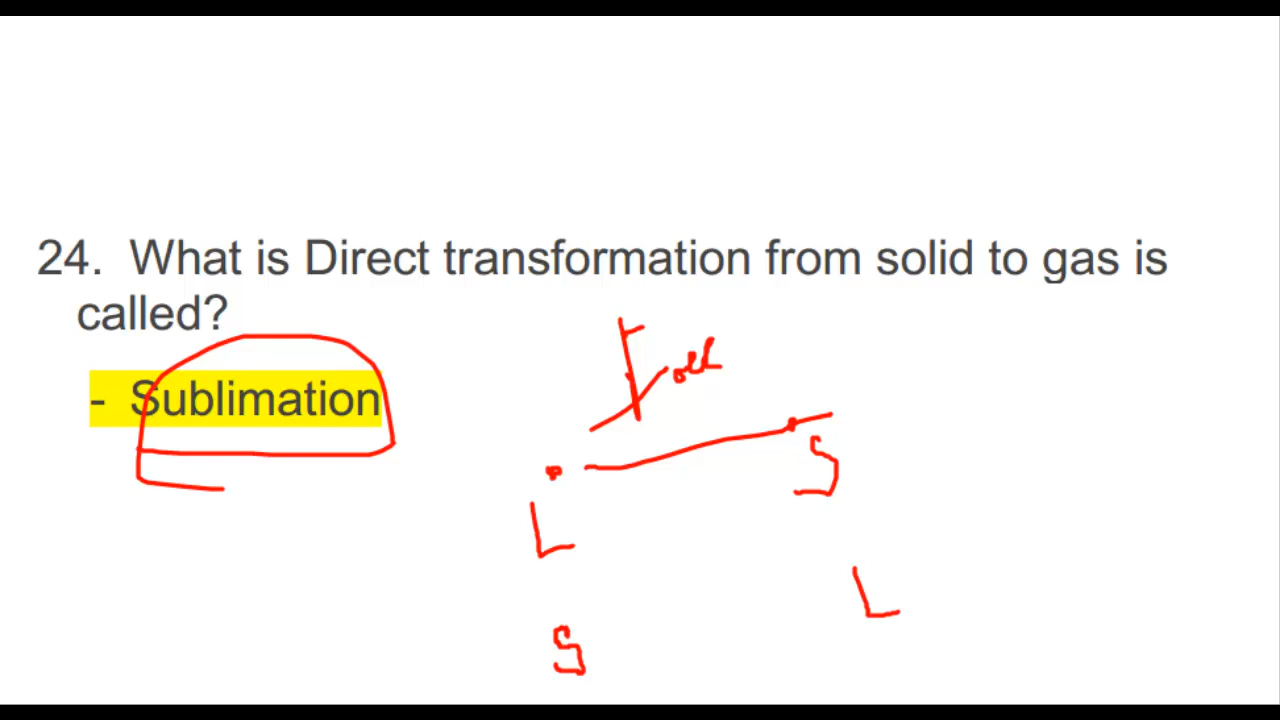 24. What is Direct transformation from solid to gas is
called?
- Sublimation
L
S
S
L